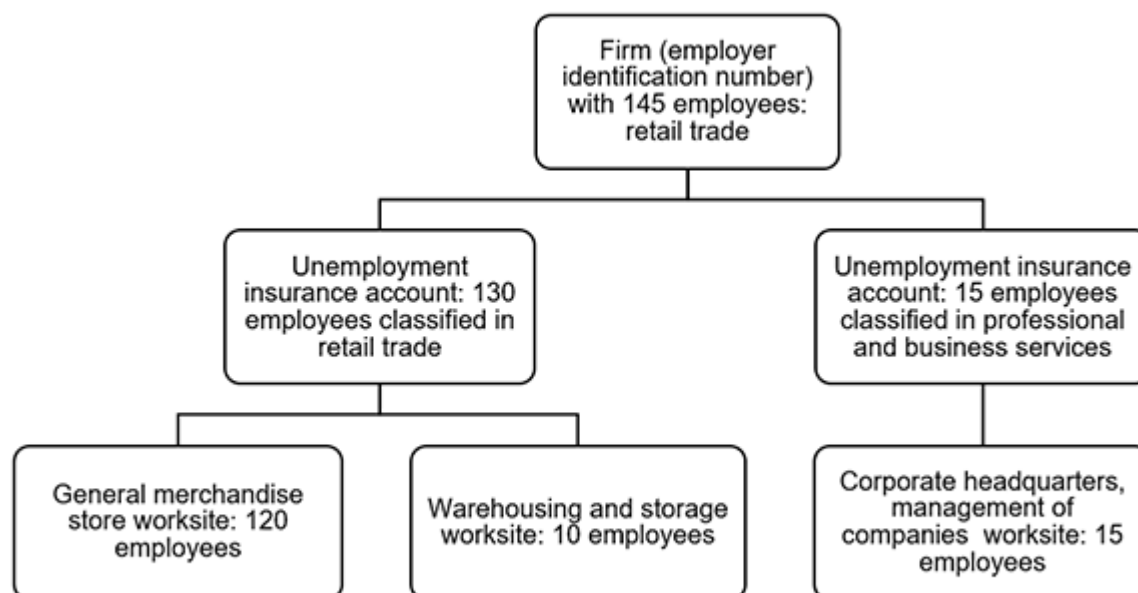 Firm (employer
identification number)
with 145 employees:
retail trade
Unemployment
insurance account: 130
employees classified in
retail trade
Unemployment insurance
account: 15 employees
classified in professional
and business services
General merchandise
store worksite: 120
employees
Warehousing and storage
worksite: 10 employees
Corporate headquarters,
management of
companies  worksite: 15
employees